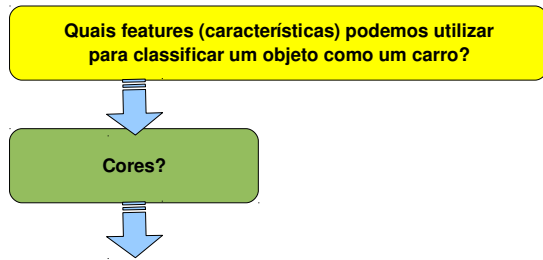 Quais features (características) podemos utilizar
para classificar um objeto como um carro?
Cores?